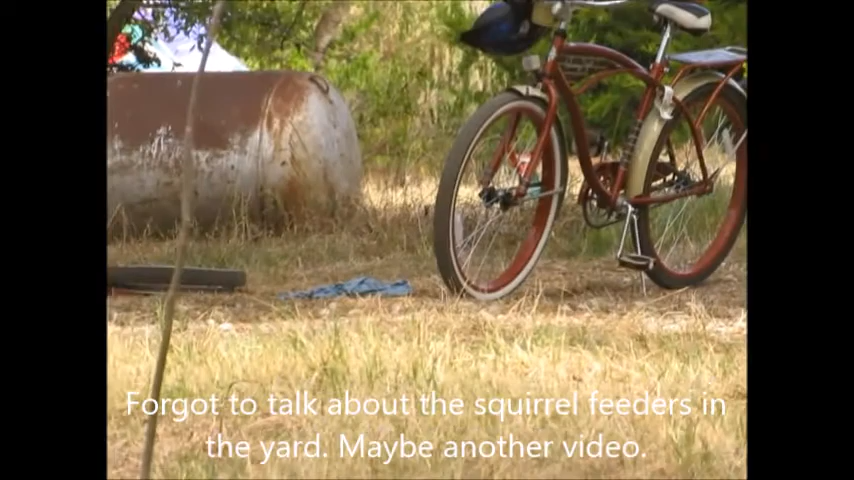 Forgot to talk about the squirrel feeders in
the yard.  Maybe another video.